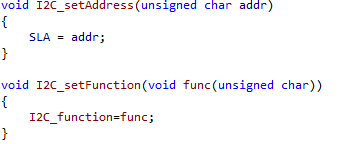 void I2C_setAddress(unsigned char addr)
{
    SLA = addr;
}
void I2C_setFunction(void func(unsigned char))
{
    I2C_function=func;
}